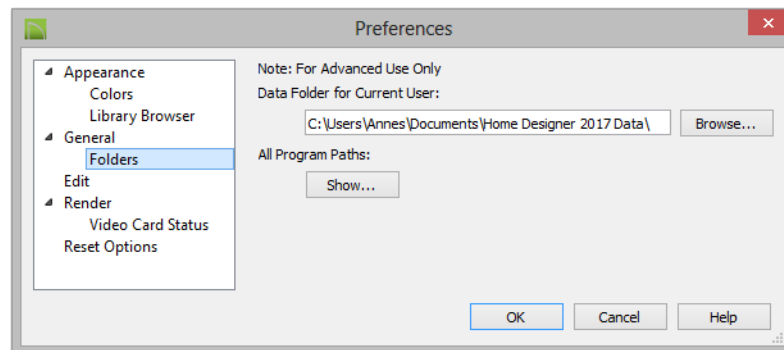 Preferences
Appearance
Colors
Library Browser
General
Folders
Edit
Render
Video Card Status
Reset Options
Note: For Advanced Use Only
Data Folder for Current User:
C:\Users\Annes\Documents\Home Designer 2017 Data\
Browse...
All Program Paths:
Show...
OK
Cancel
Help